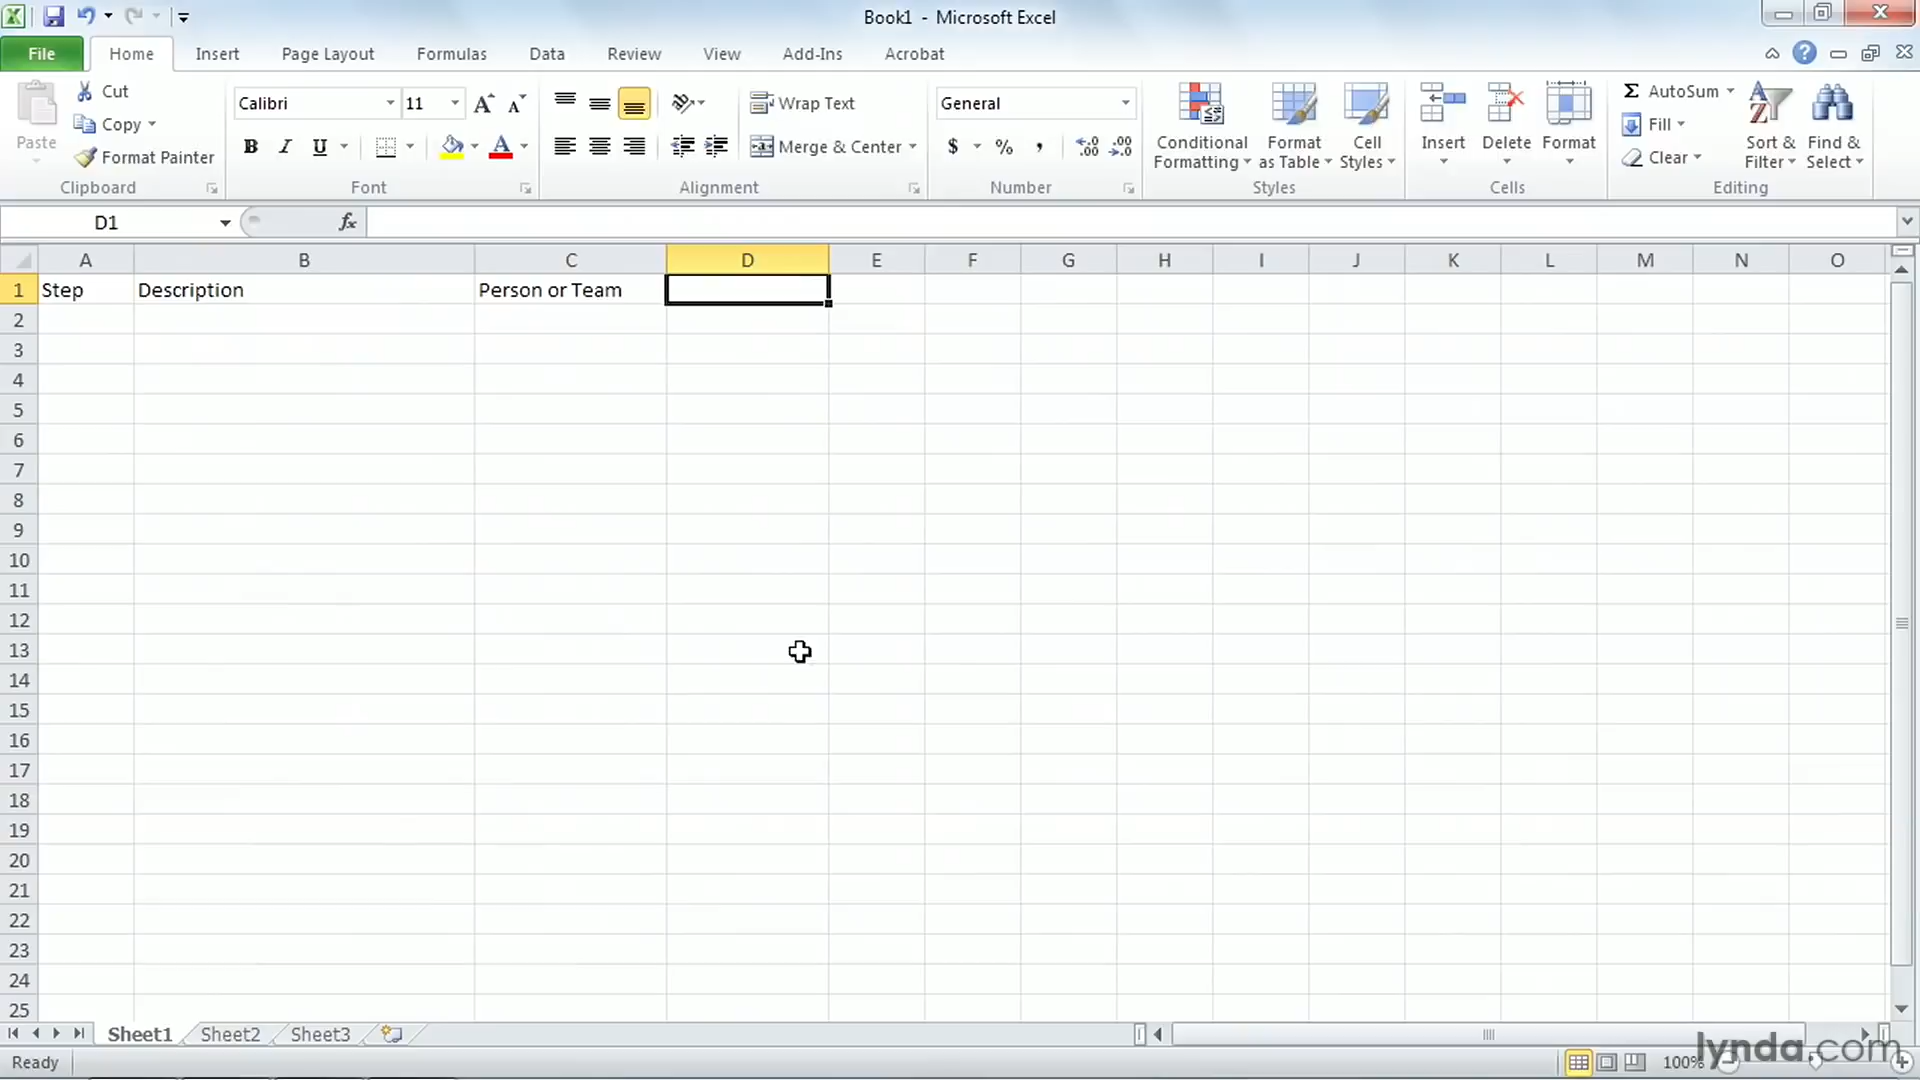 Book1 - Microsoft Excel
File Home Insert Page Layout Formulas Data Review View Add-Ins Acrobat
Paste
Cut
Copy
Format Painter
Clipboard
Calibri 11
B I U A
Font
Wrap Text
Merge & Center
Alignment
General
$ % ,
Number
Conditional Formatting
Format as Table
Cell Styles
Styles
Insert Delete Format
Cells
Σ AutoSum
Fill
Clear
Sort & Filter
Find & Select
Editing
D1 fx
A B C D E F G H I J K L M N O
1 Step Description Person or Team
2
3
4
5
6
7
8
9
10
11
12
13
14
15
16
17
18
19
20
21
22
23
24
25
Sheet1 Sheet2 Sheet3
Ready 100%
lynda.com